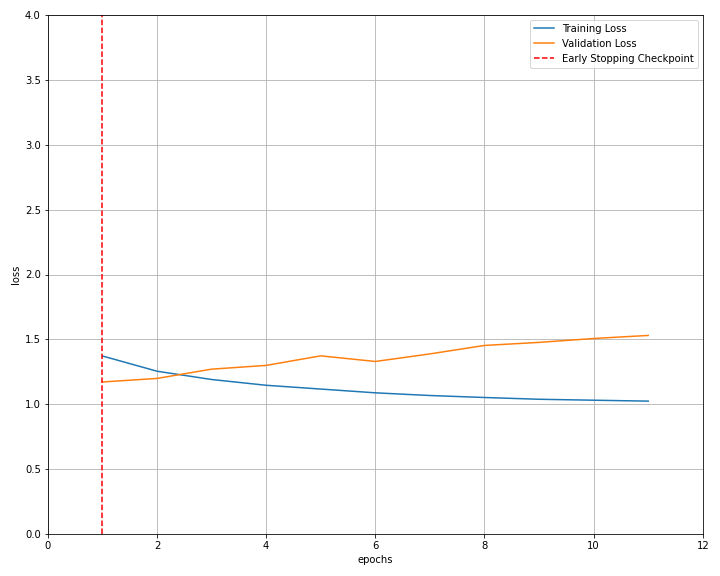 4.0
3.5
3.0
2.5
2.0
1.5
1.0
0.5
0.0
loss
0 2 4 6 8 10 12
epochs
Training Loss
Validation Loss
Early Stopping Checkpoint